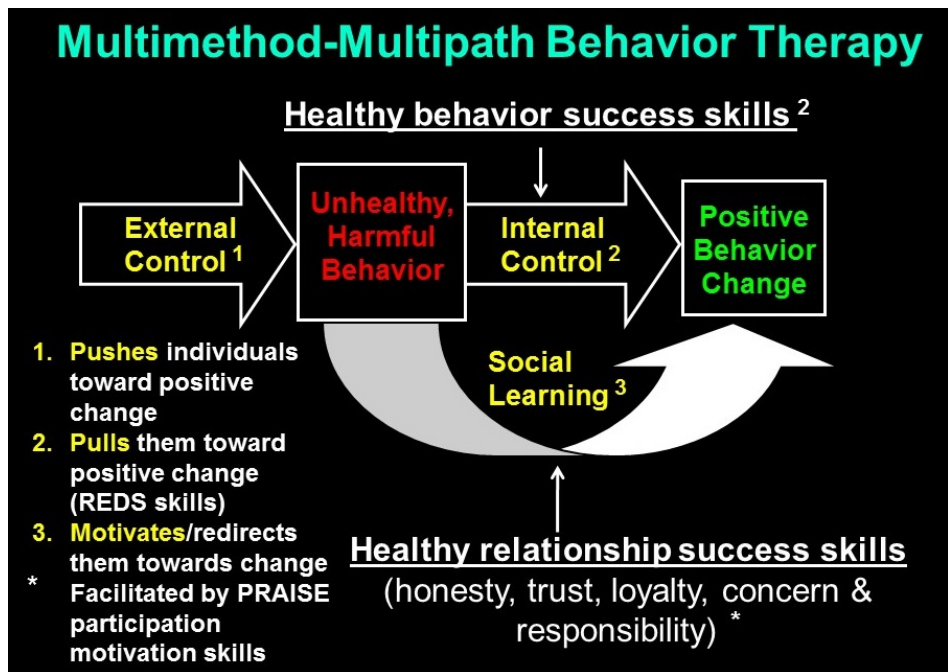 Multimethod-Multipath Behavior Therapy
Healthy behavior success skills 2
External
Control 1
Unhealthy,
Harmful
Behavior
Internal
Control 2
Positive
Behavior
Change
Social
Learning 3
1. Pushes individuals
toward positive
change
2. Pulls them toward
positive change
(REDS skills)
3. Motivates/redirects
them towards change
* Facilitated by PRAISE
participation
motivation skills
Healthy relationship success skills
(honesty, trust, loyalty, concern &
responsibility) *